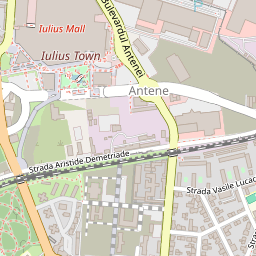 Iulius Mall
Iulius Town
Bulevardul Antenei
Antene
Strada Aristide Demetriade
Strada Vasile Lucac